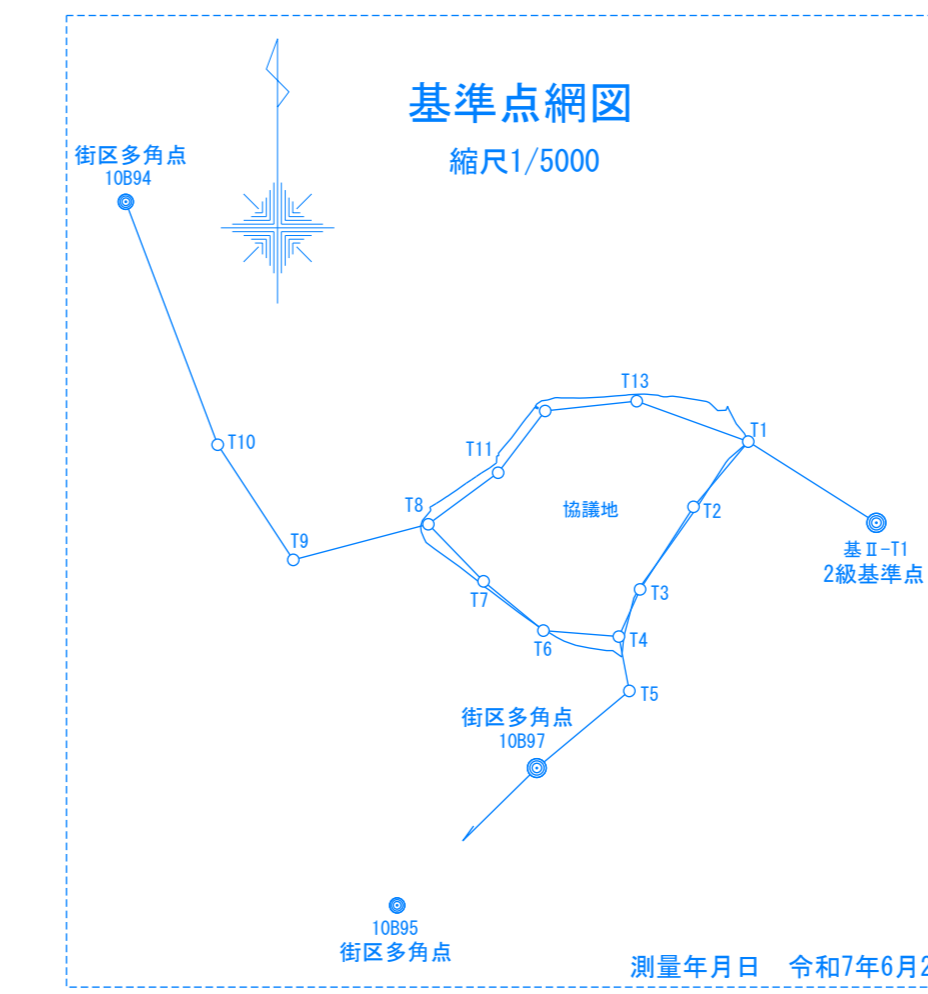 基準点網図
縮尺1/5000
街区多角点
10B94
T13
T1
T10
T11
T8
協議地
T2
基Ⅱ-T1
2級基準点
T9
T7
T3
T6
T4
T5
街区多角点
10B97
10B95
街区多角点
測量年月日 令和7年6月2